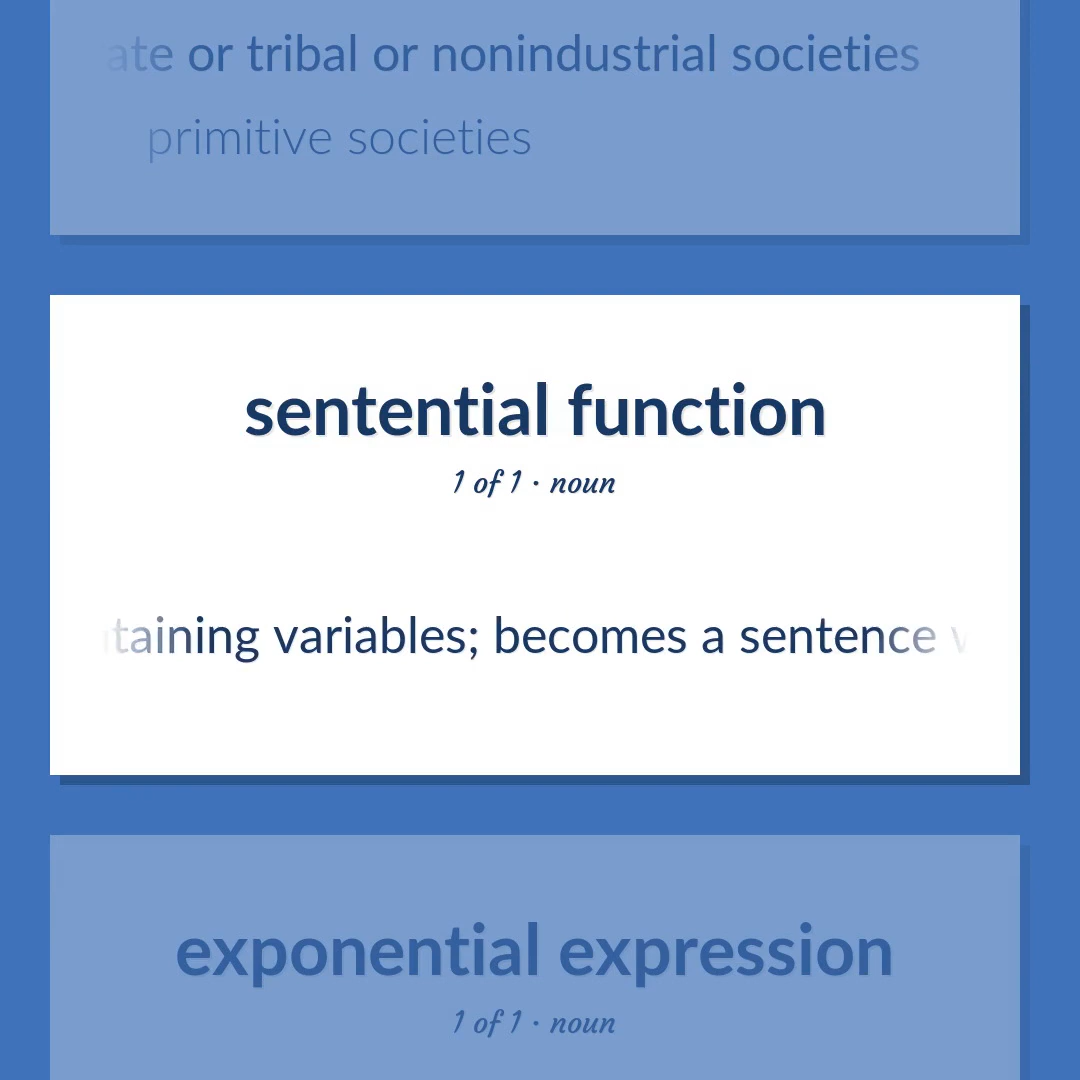 or tribal or nonindustrial societies
primitive societies
sentential function
1 of 1 · noun
variables; becomes a sentence
exponential expression
1 of 1 · noun